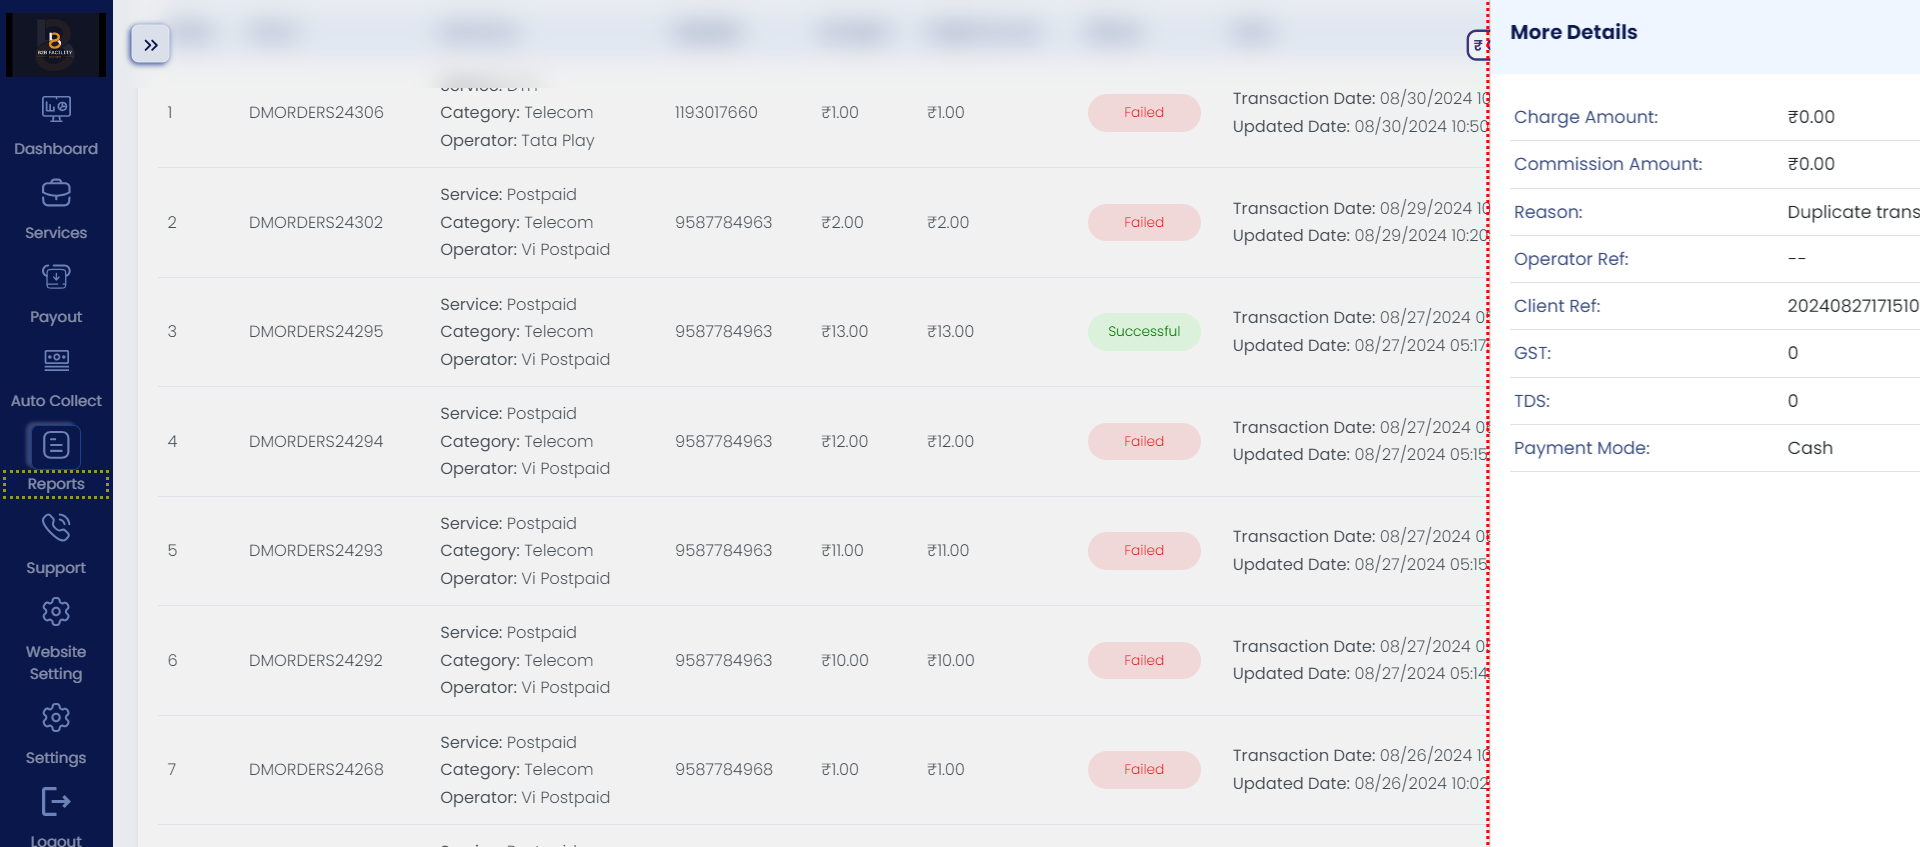 B2B FACILITY
Dashboard
Services
Payout
Auto Collect
Reports
Support
Website
Setting
Settings
Logout
1
DMORDERS24306
Service: DTH
Category: Telecom
Operator: Tata Play
1193017660
₹1.00
₹1.00
Failed
Transaction Date: 08/30/2024 10
Updated Date: 08/30/2024 10:50
2
DMORDERS24302
Service: Postpaid
Category: Telecom
Operator: Vi Postpaid
9587784963
₹2.00
₹2.00
Failed
Transaction Date: 08/29/2024 10
Updated Date: 08/29/2024 10:20
3
DMORDERS24295
Service: Postpaid
Category: Telecom
Operator: Vi Postpaid
9587784963
₹13.00
₹13.00
Successful
Transaction Date: 08/27/2024 0
Updated Date: 08/27/2024 05:17
4
DMORDERS24294
Service: Postpaid
Category: Telecom
Operator: Vi Postpaid
9587784963
₹12.00
₹12.00
Failed
Transaction Date: 08/27/2024 0
Updated Date: 08/27/2024 05:15
5
DMORDERS24293
Service: Postpaid
Category: Telecom
Operator: Vi Postpaid
9587784963
₹11.00
₹11.00
Failed
Transaction Date: 08/27/2024 0
Updated Date: 08/27/2024 05:15
6
DMORDERS24292
Service: Postpaid
Category: Telecom
Operator: Vi Postpaid
9587784963
₹10.00
₹10.00
Failed
Transaction Date: 08/27/2024 0
Updated Date: 08/27/2024 05:14
7
DMORDERS24268
Service: Postpaid
Category: Telecom
Operator: Vi Postpaid
9587784968
₹1.00
₹1.00
Failed
Transaction Date: 08/26/2024 10
Updated Date: 08/26/2024 10:02
Service: Postpaid
₹
More Details
Charge Amount: ₹0.00
Commission Amount: ₹0.00
Reason: Duplicate trans
Operator Ref: --
Client Ref: 20240827171510
GST: 0
TDS: 0
Payment Mode: Cash